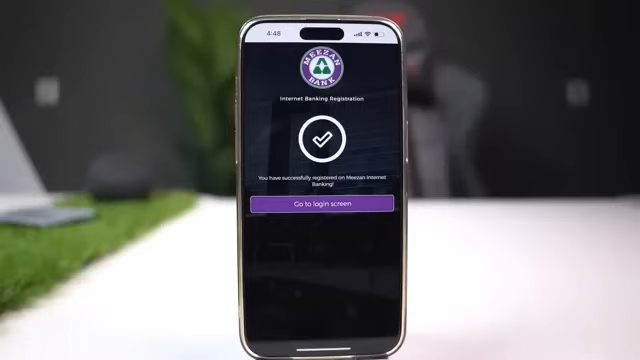 4:48
MEEZAN
BANK
Internet Banking Registration
You have successfully registered on Meezan Internet
Banking!
Go to login screen